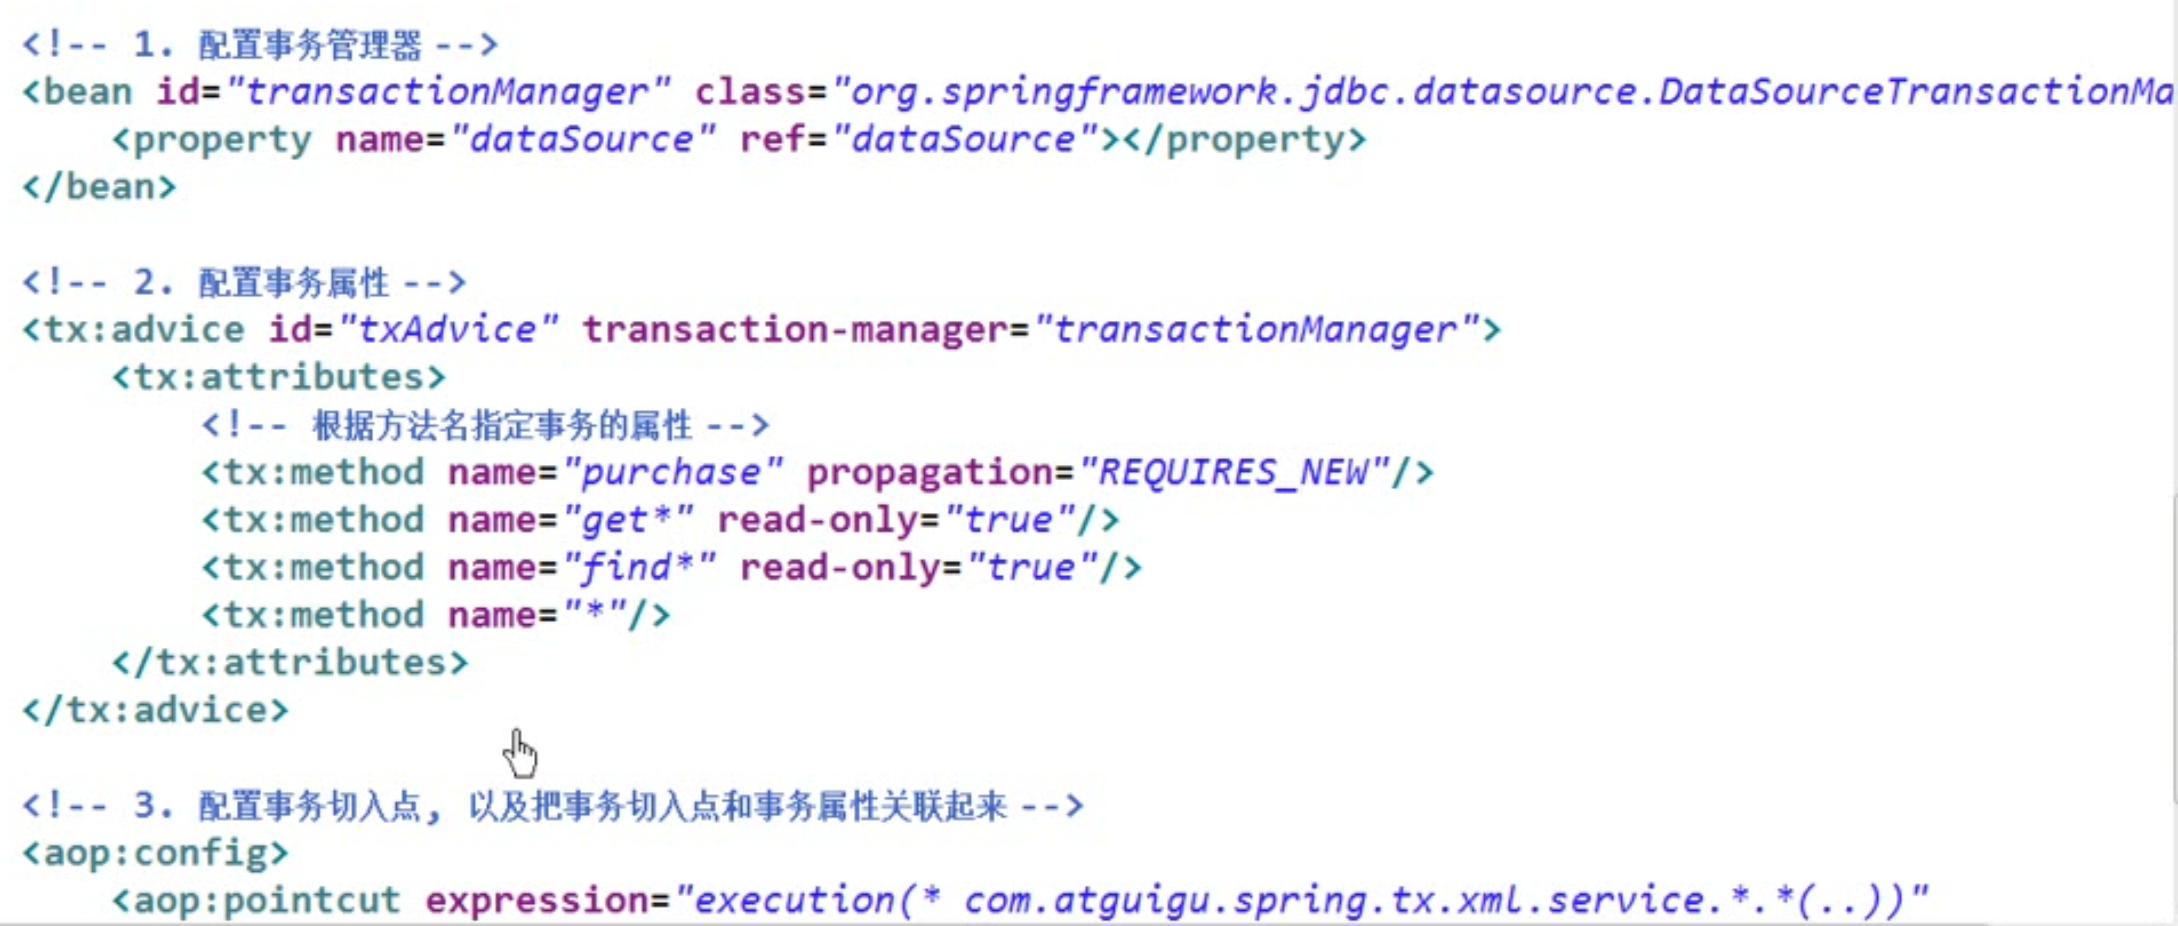 <!-- 1. 配置事务管理器 -->
<bean id="transactionManager" class="org.springframework.jdbc.datasource.DataSourceTransactionMa
<property name="dataSource" ref="dataSource"></property>
</bean>
<!-- 2. 配置事务属性 -->
<tx:advice id="txAdvice" transaction-manager="transactionManager">
<tx:attributes>
<!-- 根据方法名指定事务的属性 -->
<tx:method name="purchase" propagation="REQUIRES_NEW"/>
<tx:method name="get*" read-only="true"/>
<tx:method name="find*" read-only="true"/>
<tx:method name="*"/>
</tx:attributes>
</tx:advice>
<!-- 3. 配置事务切入点, 以及把事务切入点和事务属性关联起来 -->
<aop:config>
<aop:pointcut expression="execution(* com.atguigu.spring.tx.xml.service.*.*(..))"